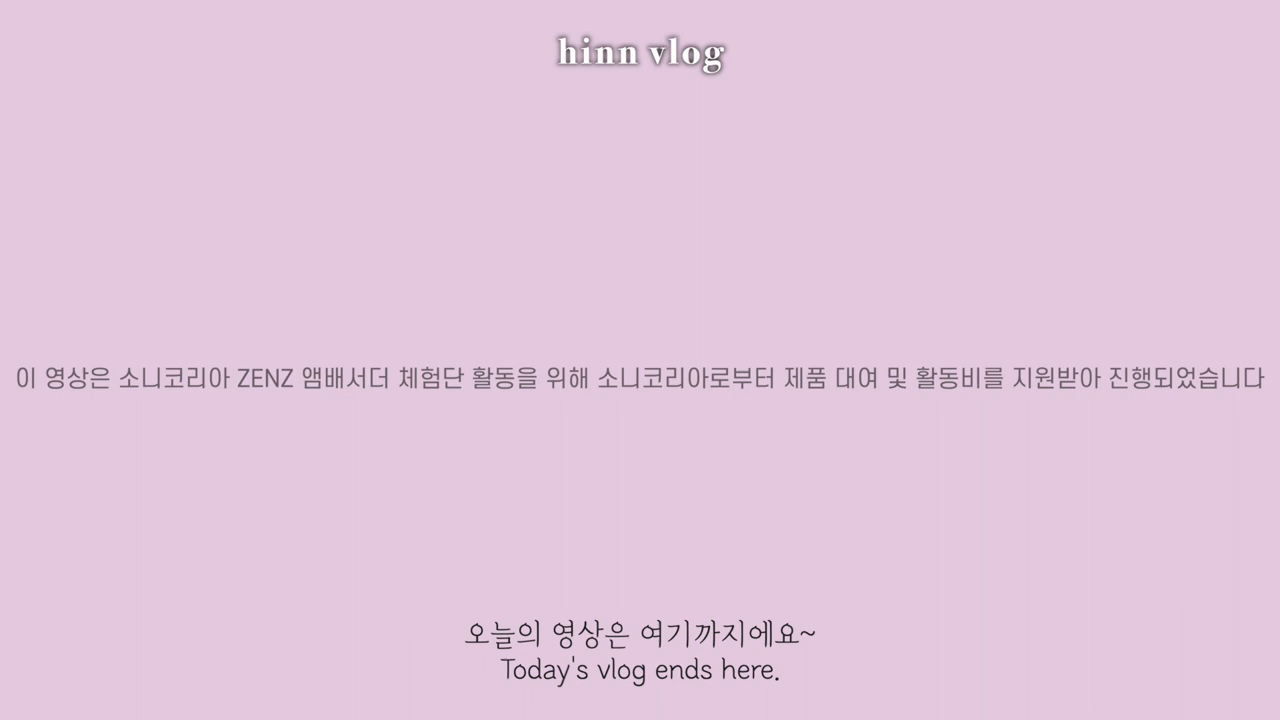 hinn vlog
이 영상은 소니코리아 ZENZ 앰배서더 체험단 활동을 위해 소니코리아로부터 제품 대여 및 활동비를 지원받아 진행되었습니다
오늘의 영상은 여기까지에요~
Today's vlog ends here.